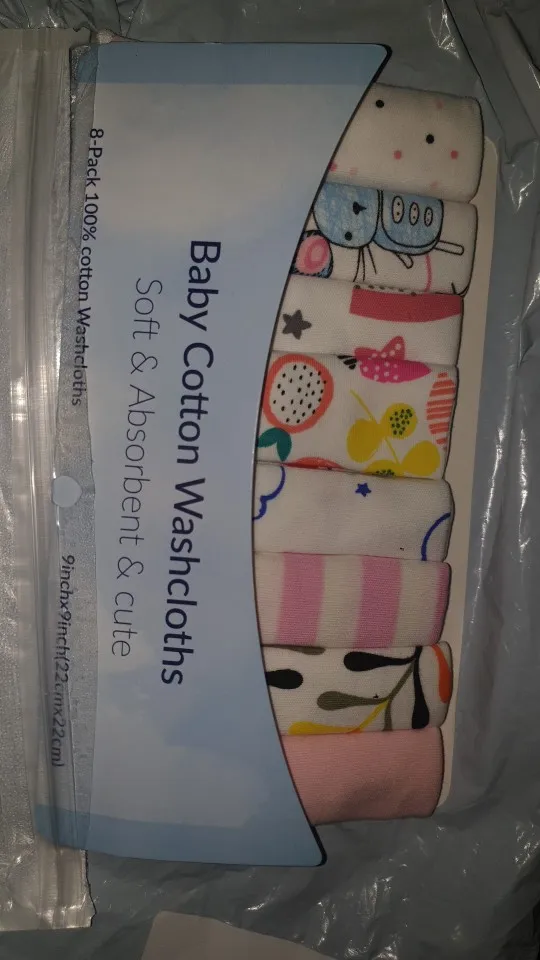 8-Pack 100% cotton Washcloths
Baby Cotton Washcloths
Soft & Absorbent & cute
9inchx9inch(22cmx22cm)